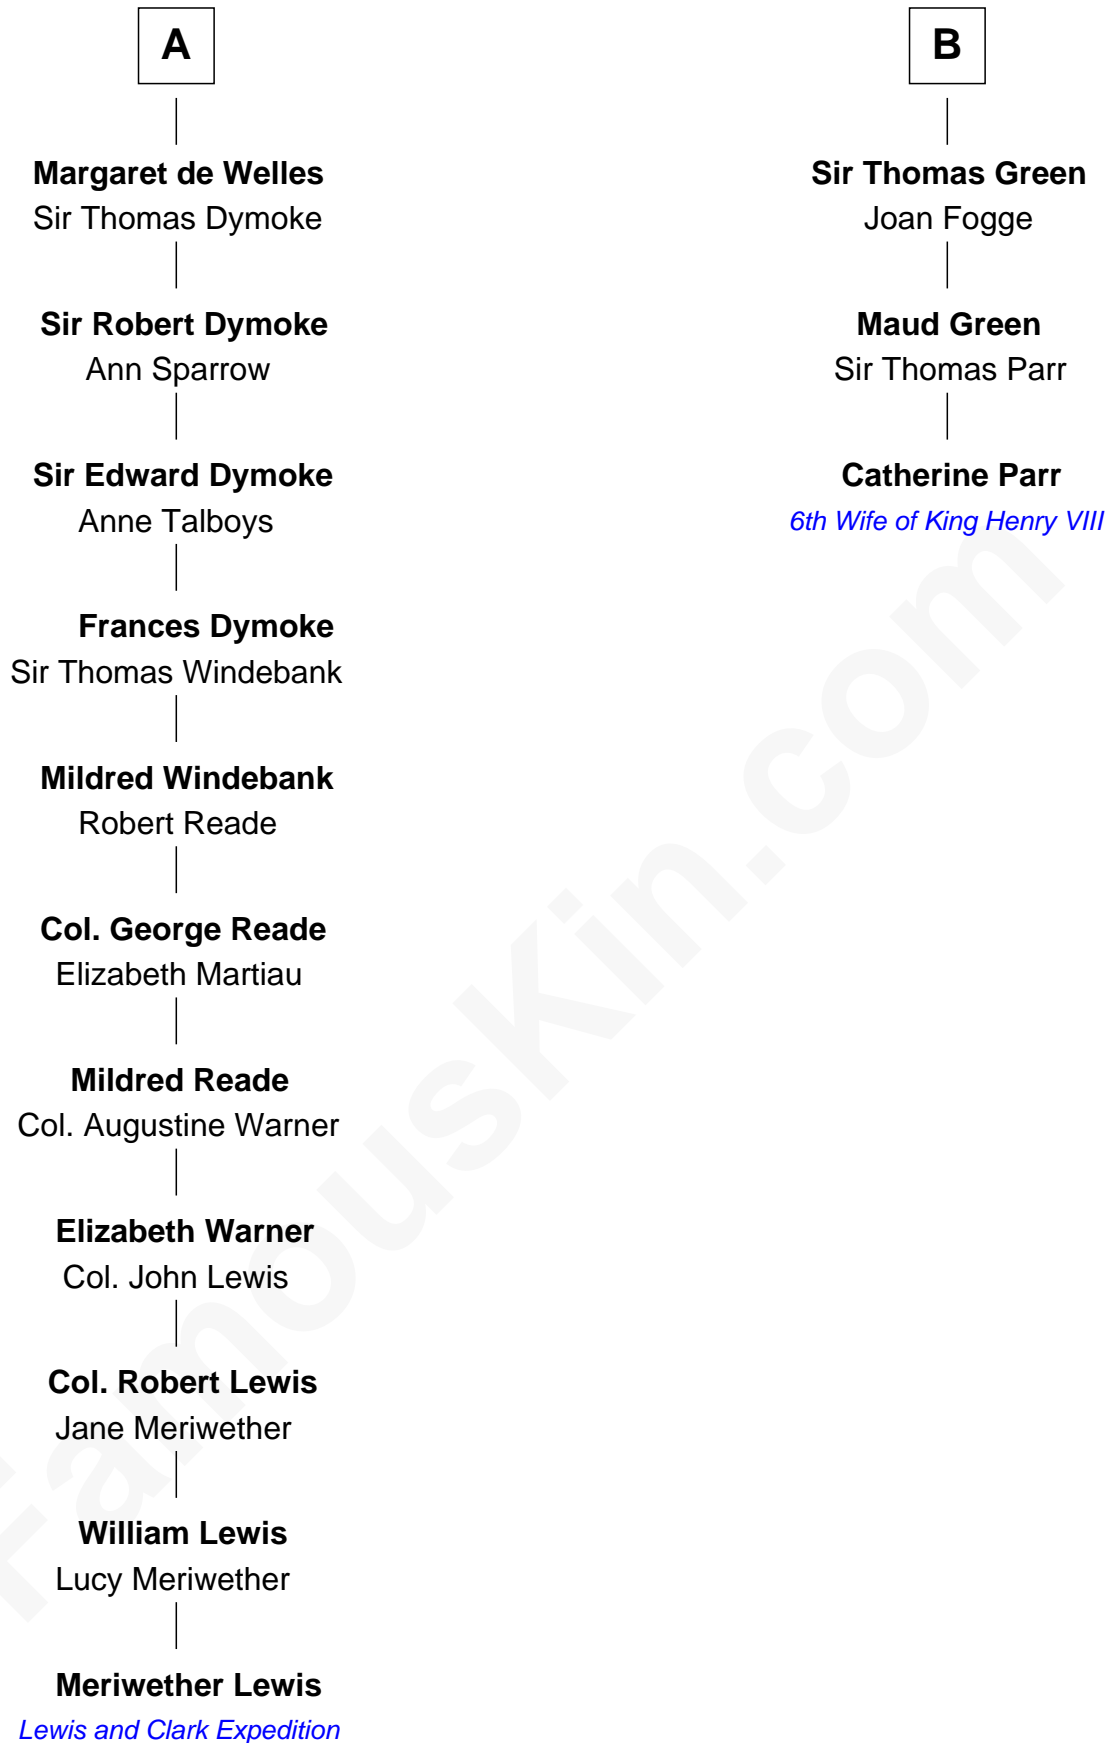 A
Margaret de Welles
Sir Thomas Dymoke
Sir Robert Dymoke
Ann Sparrow
Sir Edward Dymoke
Anne Talboys
Frances Dymoke
Sir Thomas Windebank
Mildred Windebank
Robert Reade
Col. George Reade
Elizabeth Martiau
Mildred Reade
Col. Augustine Warner
Elizabeth Warner
Col. John Lewis
Col. Robert Lewis
Jane Meriwether
William Lewis
Lucy Meriwether
Meriwether Lewis
Lewis and Clark Expedition
B
Sir Thomas Green
Joan Fogge
Maud Green
Sir Thomas Parr
Catherine Parr
6th Wife of King Henry VIII
FamousKin.com